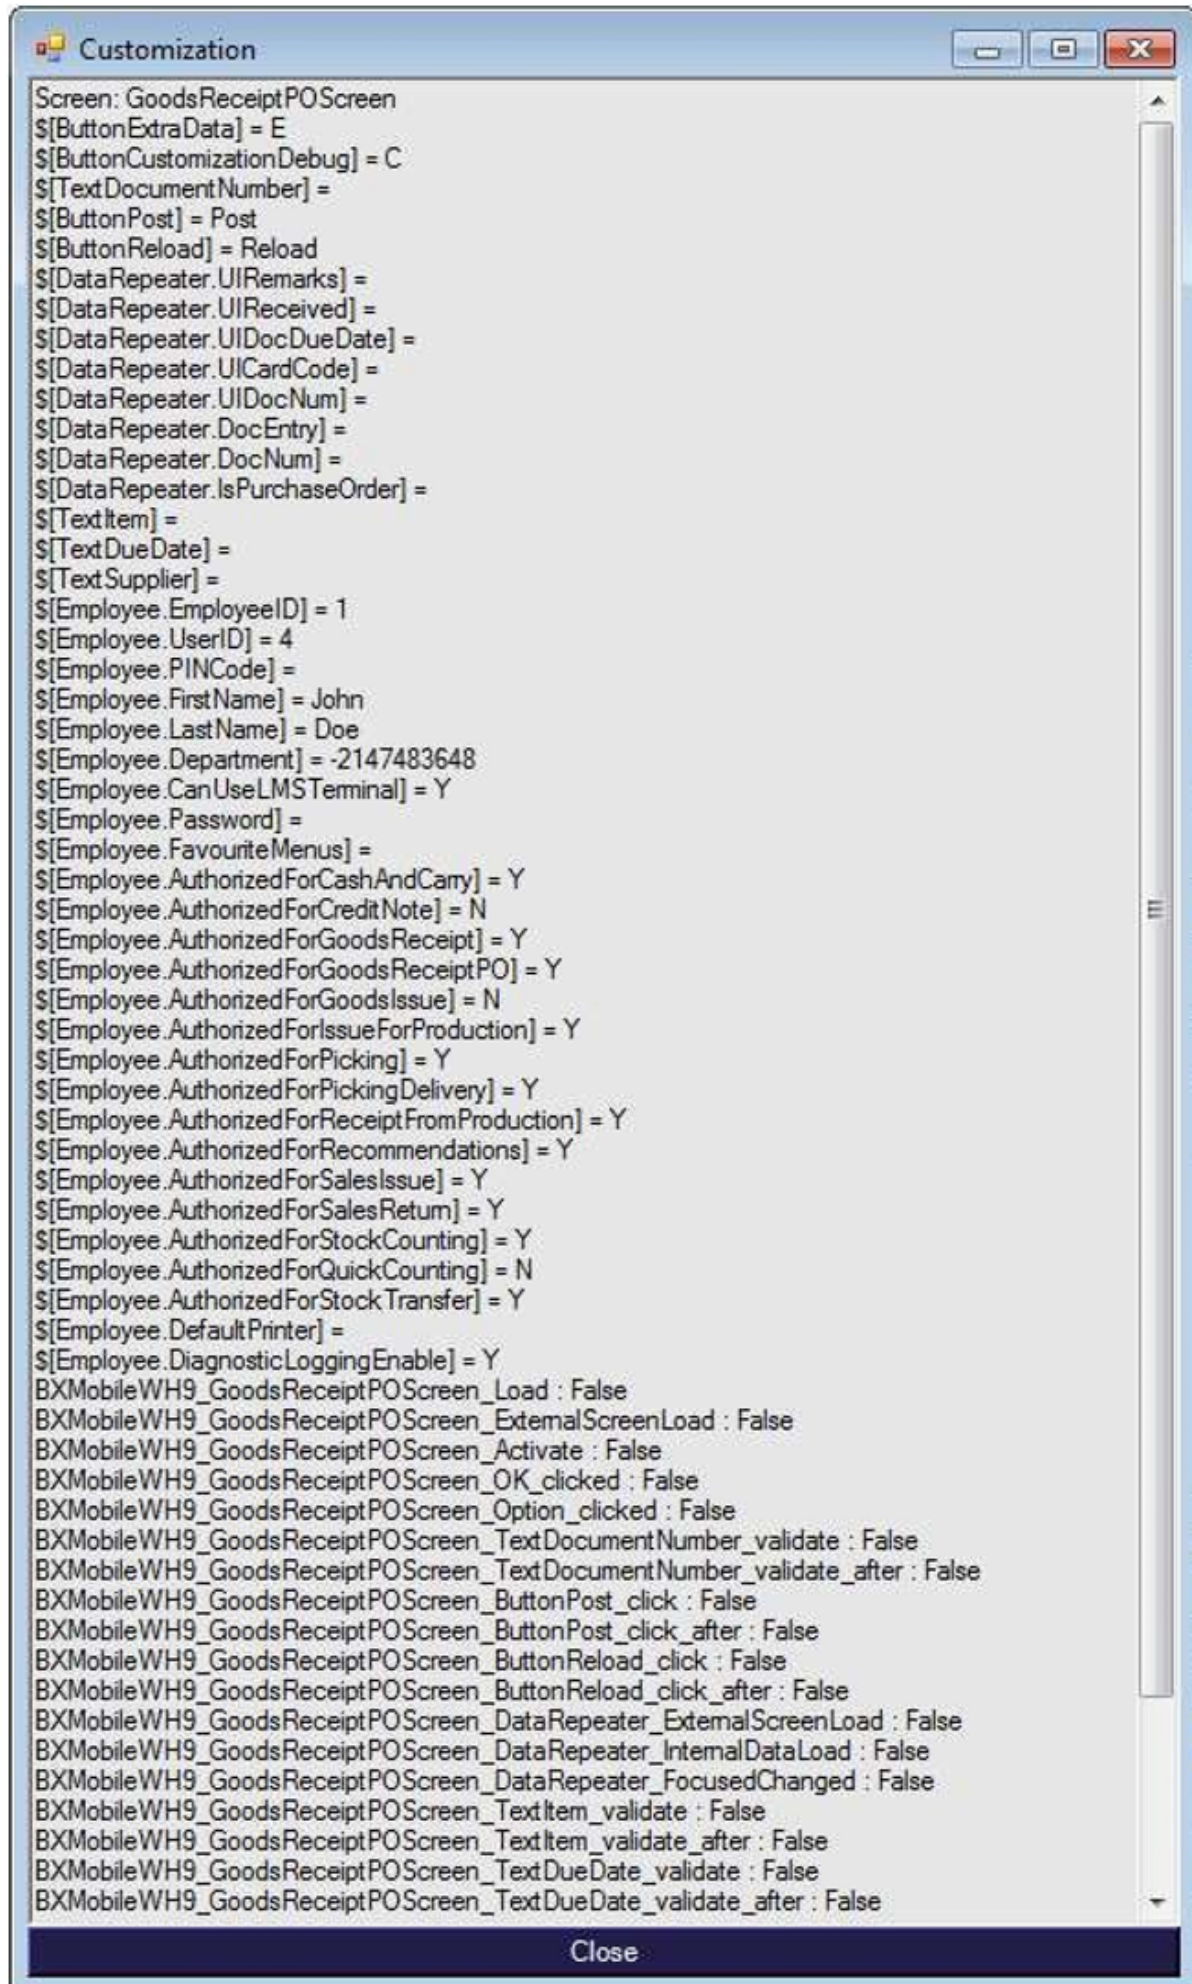 Customization
Screen: GoodsReceiptPOScreen
$[ButtonExtraData] = E
$[ButtonCustomizationDebug] = C
$[TextDocumentNumber] =
$[ButtonPost] = Post
$[ButtonReload] = Reload
$[DataRepeater.UIRemarks] =
$[DataRepeater.UIReceived] =
$[DataRepeater.UIDocDueDate] =
$[DataRepeater.UICardCode] =
$[DataRepeater.UIDocNum] =
$[DataRepeater.DocEntry] =
$[DataRepeater.DocNum] =
$[DataRepeater.IsPurchaseOrder] =
$[TextItem] =
$[TextDueDate] =
$[TextSupplier] =
$[Employee.EmployeeID] = 1
$[Employee.UserID] = 4
$[Employee.PINCode] =
$[Employee.FirstName] = John
$[Employee.LastName] = Doe
$[Employee.Department] = -2147483648
$[Employee.CanUseLMSTerminal] = Y
$[Employee.Password] =
$[Employee.FavouriteMenus] =
$[Employee.AuthorizedForCashAndCarry] = Y
$[Employee.AuthorizedForCreditNote] = N
$[Employee.AuthorizedForGoodsReceipt] = Y
$[Employee.AuthorizedForGoodsReceiptPO] = Y
$[Employee.AuthorizedForGoodsIssue] = N
$[Employee.AuthorizedForIssueForProduction] = Y
$[Employee.AuthorizedForPicking] = Y
$[Employee.AuthorizedForPickingDelivery] = Y
$[Employee.AuthorizedForReceiptFromProduction] = Y
$[Employee.AuthorizedForRecommendations] = Y
$[Employee.AuthorizedForSalesIssue] = Y
$[Employee.AuthorizedForSalesReturn] = Y
$[Employee.AuthorizedForStockCounting] = Y
$[Employee.AuthorizedForQuickCounting] = N
$[Employee.AuthorizedForStockTransfer] = Y
$[Employee.DefaultPrinter] =
$[Employee.DiagnosticLoggingEnable] = Y
BXMobileWH9_GoodsReceiptPOScreen_Load : False
BXMobileWH9_GoodsReceiptPOScreen_ExternalScreenLoad : False
BXMobileWH9_GoodsReceiptPOScreen_Activate : False
BXMobileWH9_GoodsReceiptPOScreen_OK_clicked : False
BXMobileWH9_GoodsReceiptPOScreen_Option_clicked : False
BXMobileWH9_GoodsReceiptPOScreen_TextDocumentNumber_validate : False
BXMobileWH9_GoodsReceiptPOScreen_TextDocumentNumber_validate_after : False
BXMobileWH9_GoodsReceiptPOScreen_ButtonPost_click : False
BXMobileWH9_GoodsReceiptPOScreen_ButtonPost_click_after : False
BXMobileWH9_GoodsReceiptPOScreen_ButtonReload_click : False
BXMobileWH9_GoodsReceiptPOScreen_ButtonReload_click_after : False
BXMobileWH9_GoodsReceiptPOScreen_DataRepeater_ExternalScreenLoad : False
BXMobileWH9_GoodsReceiptPOScreen_DataRepeater_InternalDataLoad : False
BXMobileWH9_GoodsReceiptPOScreen_DataRepeater_FocusedChanged : False
BXMobileWH9_GoodsReceiptPOScreen_TextItem_validate : False
BXMobileWH9_GoodsReceiptPOScreen_TextItem_validate_after : False
BXMobileWH9_GoodsReceiptPOScreen_TextDueDate_validate : False
BXMobileWH9_GoodsReceiptPOScreen_TextDueDate_validate_after : False
Close